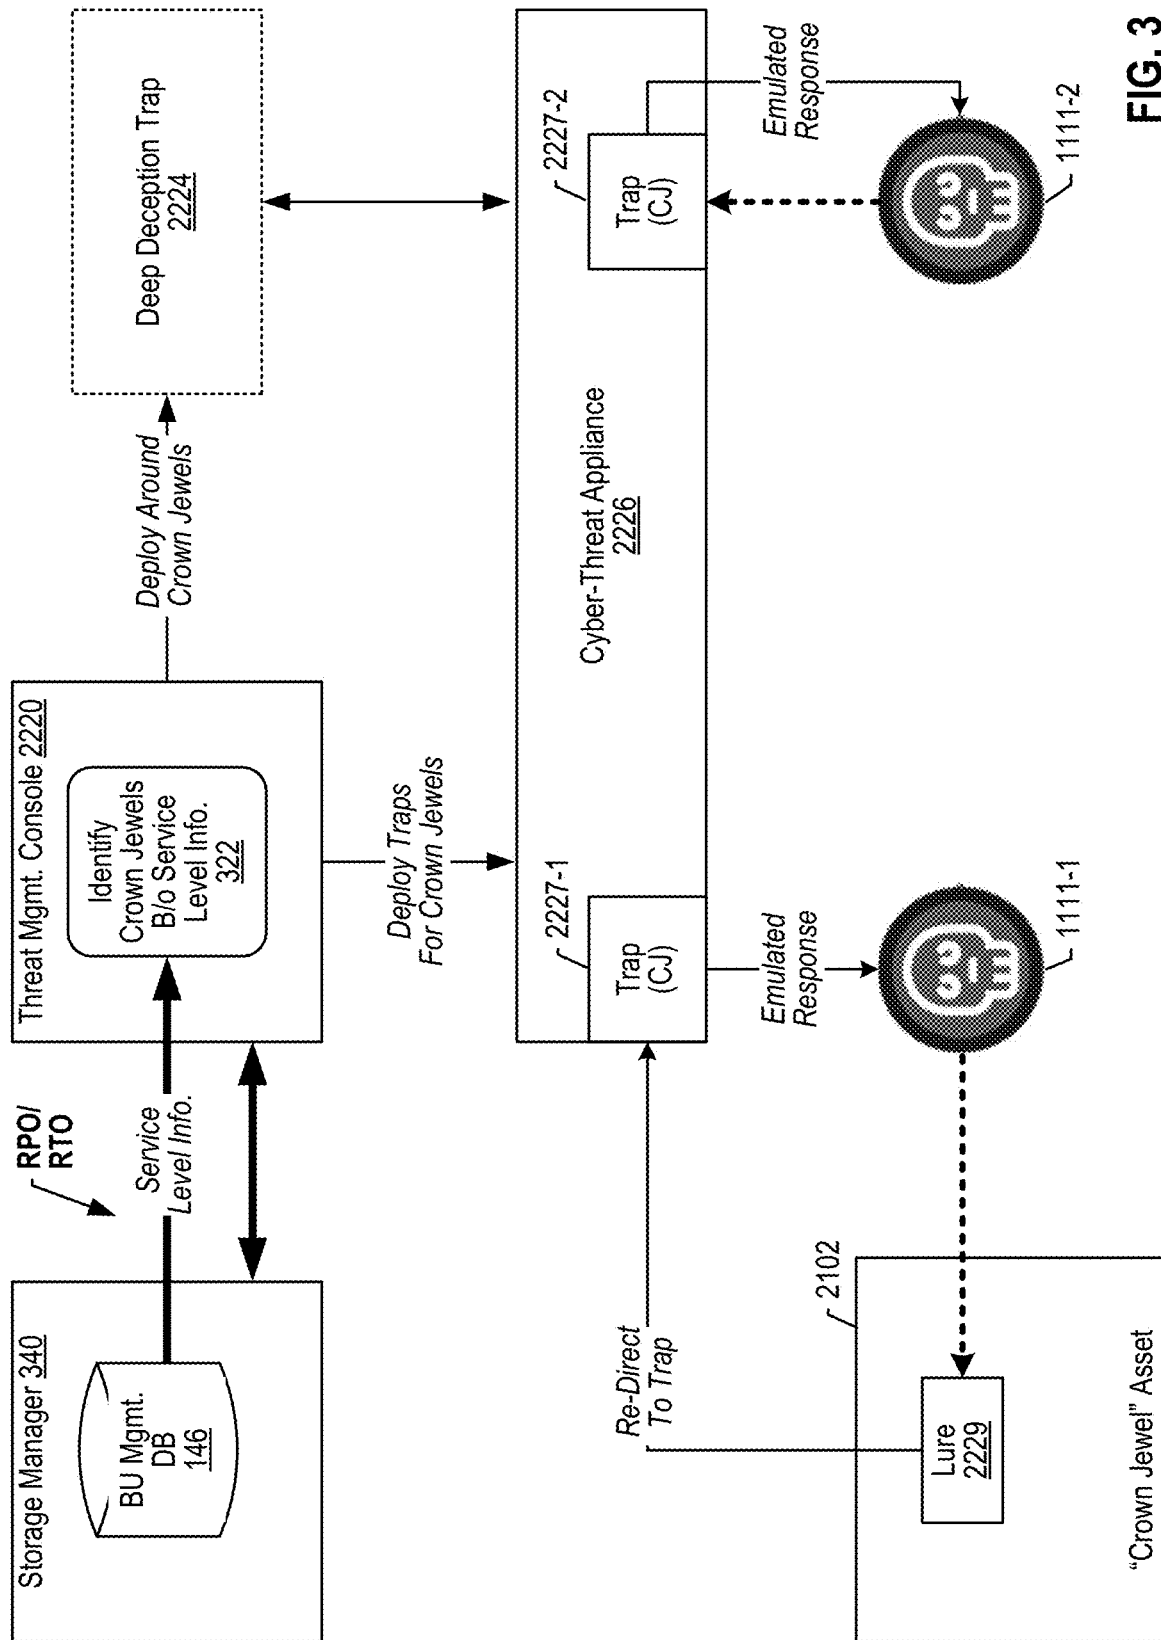 Storage Manager 340
BU Mgmt.
DB
146
RPO/
RTO
Service
Level Info.
Threat Mgmt. Console 2220
Identify
Crown Jewels
B/o Service
Level Info.
322
Deploy Around
Crown Jewels
Deep Deception Trap
2224
Deploy Traps
For Crown Jewels
2227-1
Trap
(CJ)
Cyber-Threat Appliance
2226
2227-2
Trap
(CJ)
Re-Direct
To Trap
Emulated
Response
Emulated
Response
2102
Lure
2229
"Crown Jewel" Asset
1111-1
1111-2
FIG. 3